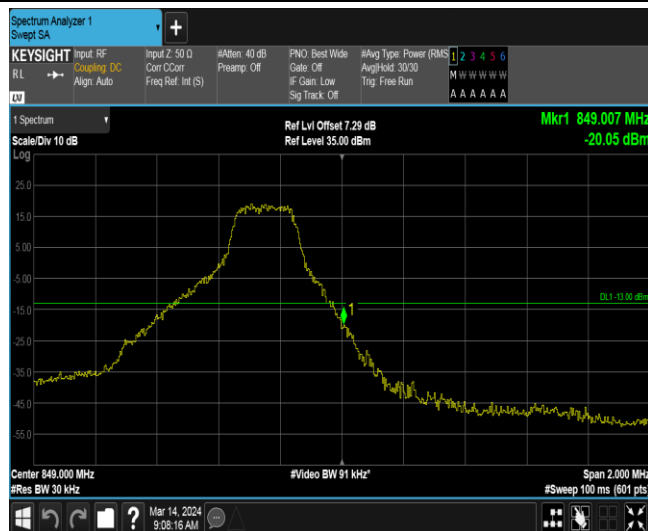 Spectrum Analyzer 1
Swept SA
+
KEYSIGHT
RL
Input: RF
Coupling: DC
Align: Auto
Input Z: 50 Ω
Corr CCorr
Freq Ref: Int (S)
#Atten: 40 dB
Preamp: Off
PNO: Best Wide
Gate: Off
IF Gain: Low
Sig Track: Off
#Avg Type: Power (RMS
Avg|Hold: 30/30
Trig: Free Run
1 2 3 4 5 6
M W W W W W
A A A A A A
LXI
1 Spectrum
Scale/Div 10 dB
Log
Ref Lvl Offset 7.29 dB
Ref Level 35.00 dBm
Mkr1 849.007 MHz
-20.05 dBm
25.0
15.0
5.00
-5.00
-15.0
-25.0
-35.0
-45.0
-55.0
DL1 -13.00 dBm
1
Center 849.000 MHz
#Res BW 30 kHz
#Video BW 91 kHz*
Span 2.000 MHz
#Sweep 100 ms (601 pts)
?
Mar 14, 2024
9:08:16 AM